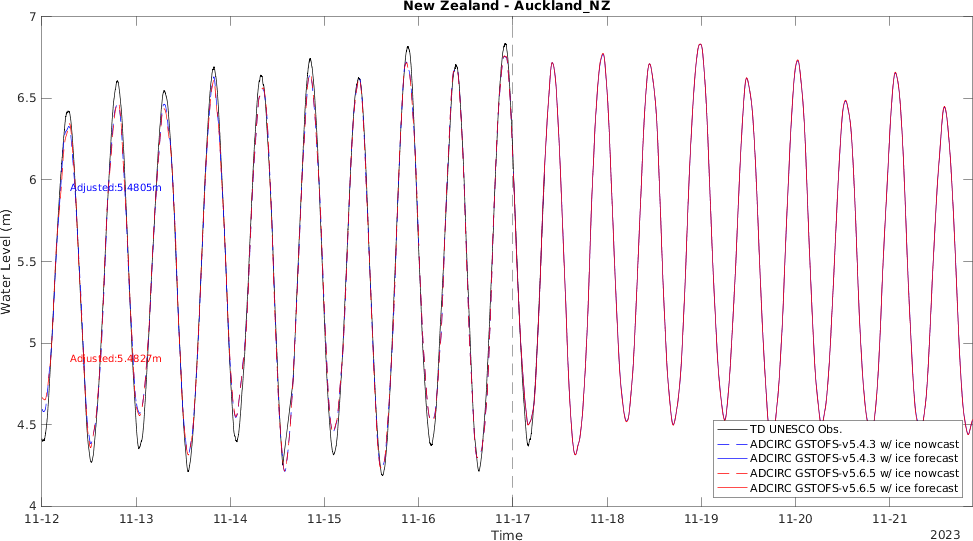 New Zealand - Auckland_NZ
7
6.5
6
5.5
5
4.5
4
Water Level (m)
Adjusted:5.4805m
Adjusted:5.4827m
TD UNESCO Obs.
ADCIRC GSTOFS-v5.4.3 w/ ice nowcast
ADCIRC GSTOFS-v5.4.3 w/ ice forecast
ADCIRC GSTOFS-v5.6.5 w/ ice nowcast
ADCIRC GSTOFS-v5.6.5 w/ ice forecast
11-12 11-13 11-14 11-15 11-16 11-17 11-18 11-19 11-20 11-21
Time
2023